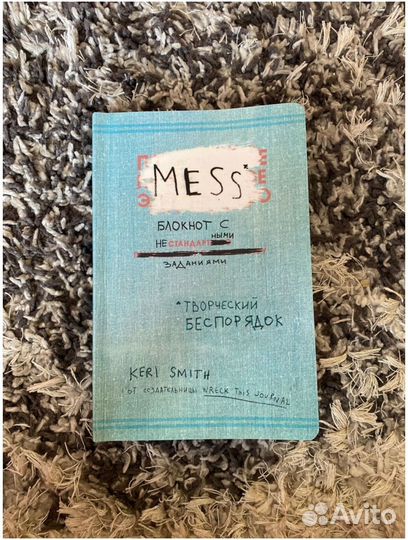 MESS*
БЛОКНОТ С
НЕСТАНДАРТНЫМИ
ЗАДАНИЯМИ
*ТВОРЧЕСКИЙ
БЕСПОРЯДОК
KERI SMITH
ОТ СОЗДАТЕЛЬНИЦЫ WRECK THIS JOURNAL
Avito